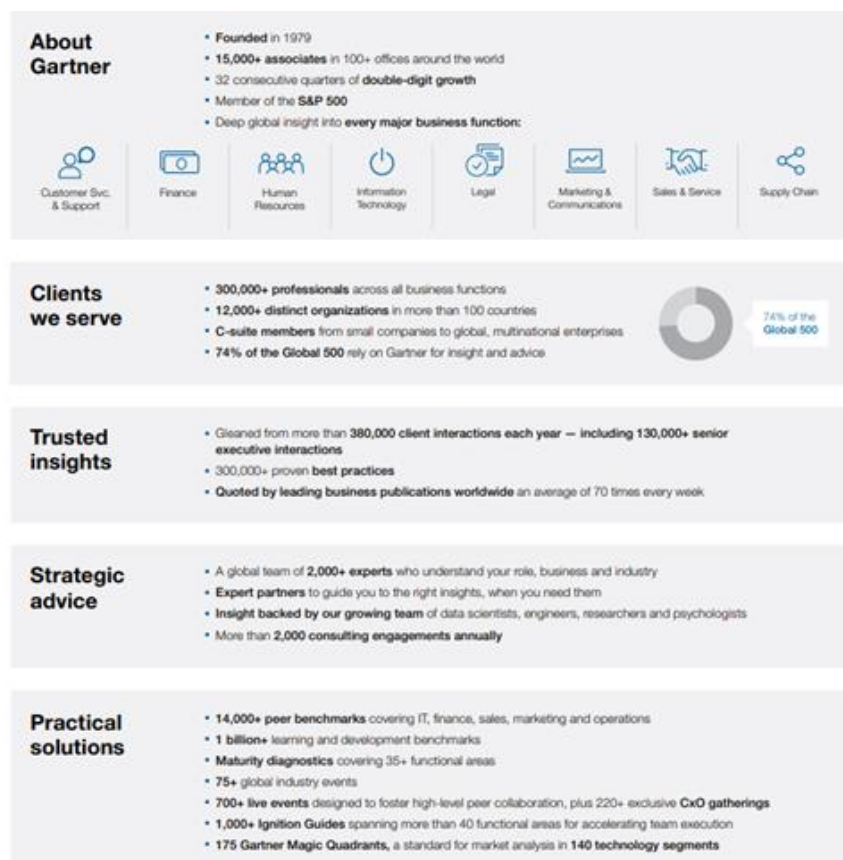 About
Gartner
• Founded in 1979
• 15,000+ associates in 100+ offices around the world
• 32 consecutive quarters of double-digit growth
• Member of the S&P 500
• Deep global insight into every major business function:
Customer Svc.
& Support
Finance
Human
Resources
Information
Technology
Legal
Marketing &
Communications
Sales & Service
Supply Chain
Clients
we serve
• 300,000+ professionals across all business functions
• 12,000+ distinct organizations in more than 100 countries
• C-suite members from small companies to global, multinational enterprises
• 74% of the Global 500 rely on Gartner for insight and advice
74% of the
Global 500
Trusted
insights
• Gleaned from more than 380,000 client interactions each year — including 130,000+ senior
executive interactions
• 300,000+ proven best practices
• Quoted by leading business publications worldwide an average of 70 times every week
Strategic
advice
• A global team of 2,000+ experts who understand your role, business and industry
• Expert partners to guide you to the right insights, when you need them
• Insight backed by our growing team of data scientists, engineers, researchers and psychologists
• More than 2,000 consulting engagements annually
Practical
solutions
• 14,000+ peer benchmarks covering IT, finance, sales, marketing and operations
• 1 billion+ learning and development benchmarks
• Maturity diagnostics covering 35+ functional areas
• 75+ global industry events
• 700+ live events designed to foster high-level peer collaboration, plus 220+ exclusive CxO gatherings
• 1,000+ Ignition Guides spanning more than 40 functional areas for accelerating team execution
• 175 Gartner Magic Quadrants, a standard for market analysis in 140 technology segments